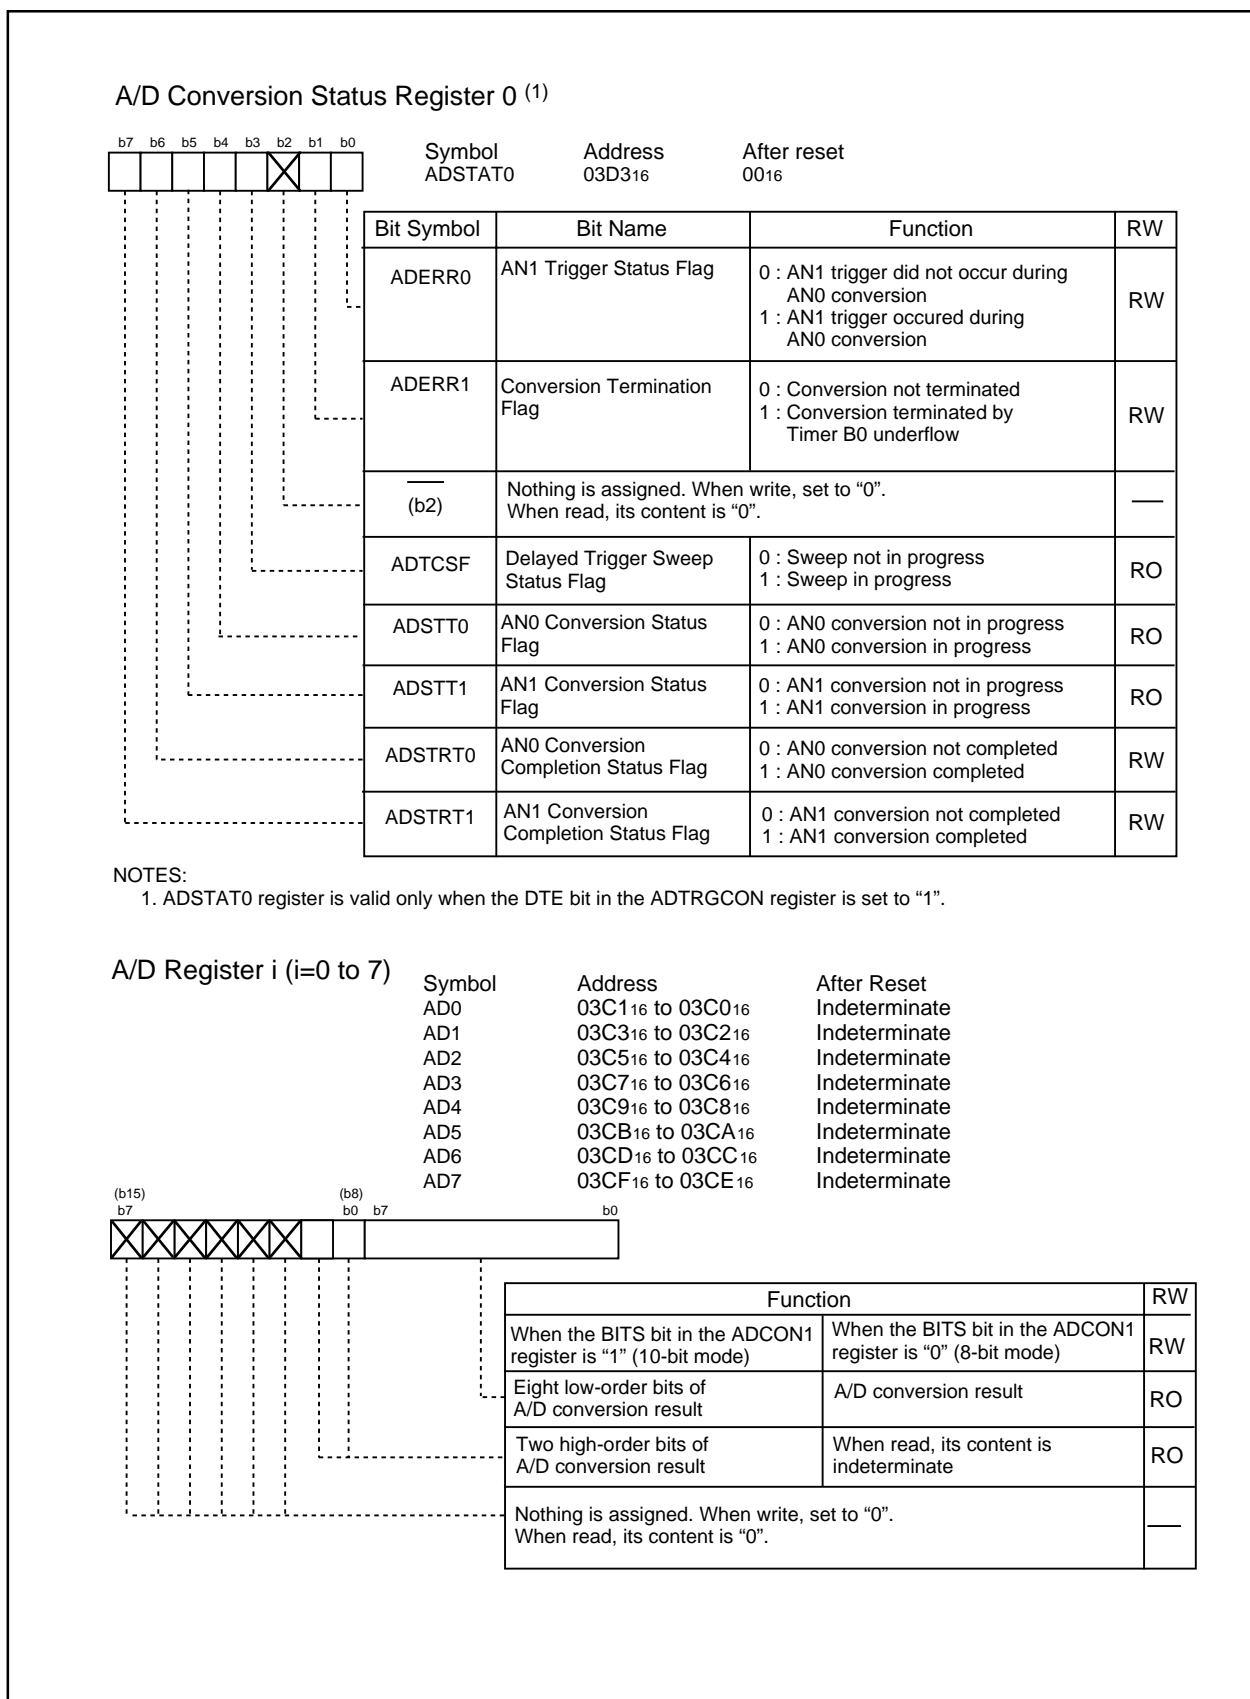 A/D Conversion Status Register 0 (1)
b7 b6 b5 b4 b3 b2 b1 b0
Symbol Address After reset
ADSTAT0 03D316 0016
Bit Symbol Bit Name Function RW
ADERR0 AN1 Trigger Status Flag 0 : AN1 trigger did not occur during
AN0 conversion
1 : AN1 trigger occured during
AN0 conversion
RW
ADERR1 Conversion Termination
Flag
0 : Conversion not terminated
1 : Conversion terminated by
Timer B0 underflow
RW
(b2)
Nothing is assigned. When write, set to “0”.
When read, its content is “0”.
—
ADTCSF Delayed Trigger Sweep
Status Flag
0 : Sweep not in progress
1 : Sweep in progress
RO
ADSTT0 AN0 Conversion Status
Flag
0 : AN0 conversion not in progress
1 : AN0 conversion in progress
RO
ADSTT1 AN1 Conversion Status
Flag
0 : AN1 conversion not in progress
1 : AN1 conversion in progress
RO
ADSTRT0 AN0 Conversion
Completion Status Flag
0 : AN0 conversion not completed
1 : AN0 conversion completed
RW
ADSTRT1 AN1 Conversion
Completion Status Flag
0 : AN1 conversion not completed
1 : AN1 conversion completed
RW
NOTES:
1. ADSTAT0 register is valid only when the DTE bit in the ADTRGCON register is set to “1”.
A/D Register i (i=0 to 7)
Symbol Address After Reset
AD0 03C116 to 03C016 Indeterminate
AD1 03C316 to 03C216 Indeterminate
AD2 03C516 to 03C416 Indeterminate
AD3 03C716 to 03C616 Indeterminate
AD4 03C916 to 03C816 Indeterminate
AD5 03CB16 to 03CA16 Indeterminate
AD6 03CD16 to 03CC16 Indeterminate
AD7 03CF16 to 03CE16 Indeterminate
(b15) (b8)
b7 b0 b7 b0
Function RW
When the BITS bit in the ADCON1
register is “1” (10-bit mode)
When the BITS bit in the ADCON1
register is “0” (8-bit mode)
RW
Eight low-order bits of
A/D conversion result
A/D conversion result
RO
Two high-order bits of
A/D conversion result
When read, its content is
indeterminate
RO
Nothing is assigned. When write, set to “0”.
When read, its content is “0”.
—